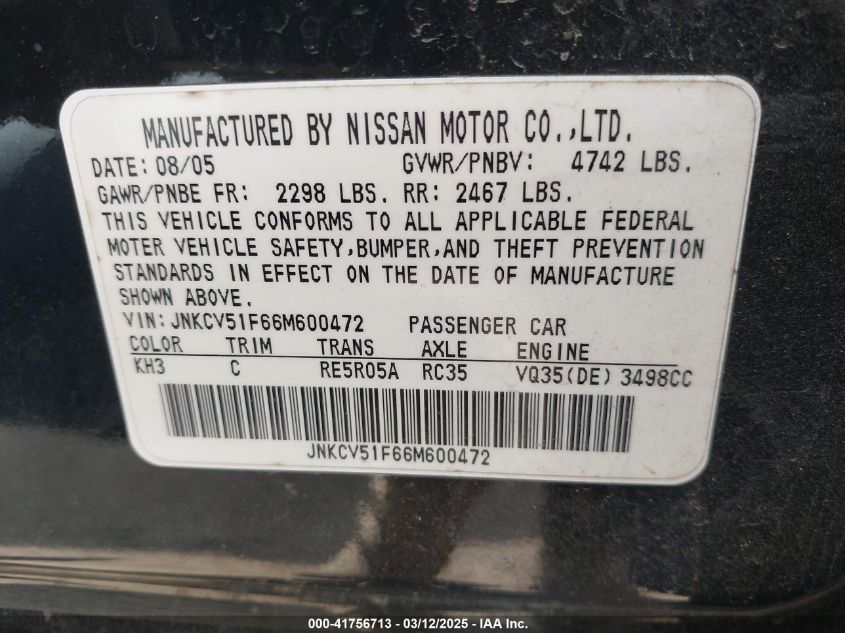 MANUFACTURED BY NISSAN MOTOR CO.,LTD.
DATE: 08/05 GVWR/PNBV: 4742 LBS.
GAWR/PNBE FR: 2298 LBS. RR: 2467 LBS.
THIS VEHICLE CONFORMS TO ALL APPLICABLE FEDERAL
MOTER VEHICLE SAFETY,BUMPER,AND THEFT PREVENTION
STANDARDS IN EFFECT ON THE DATE OF MANUFACTURE
SHOWN ABOVE.
VIN: JNKCV51F66M600472 PASSENGER CAR
COLOR TRIM TRANS AXLE ENGINE
KH3 C RE5R05A RC35 VQ35(DE) 3498CC
JNKCV51F66M600472
000-41756713 - 03/12/2025 - IAA Inc.